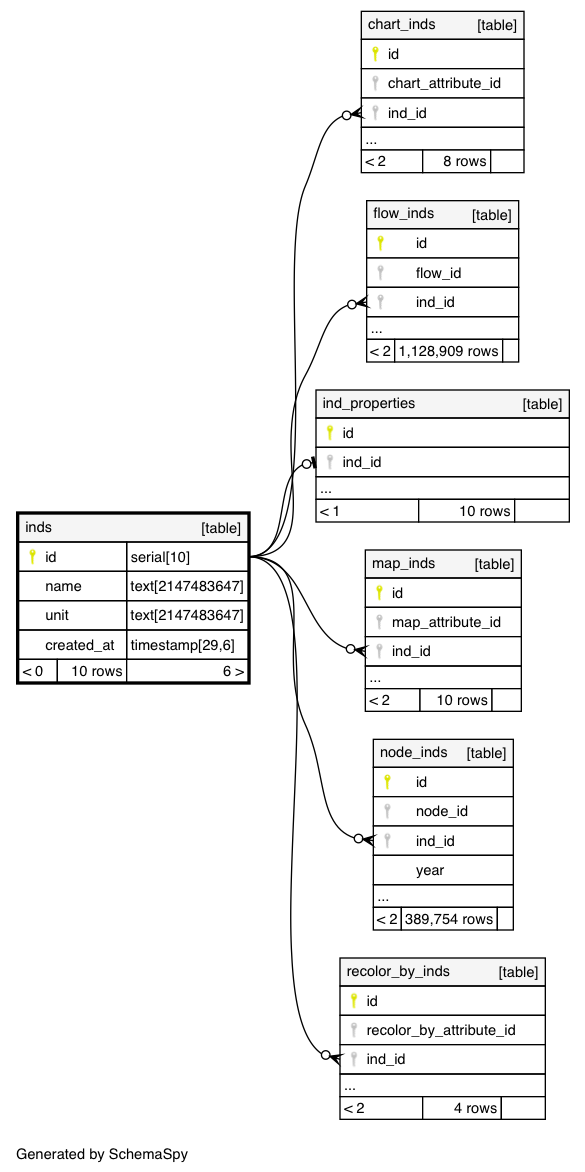 chart_inds [table]
id
chart_attribute_id
ind_id
...
< 2 8 rows
flow_inds [table]
id
flow_id
ind_id
...
< 2 1,128,909 rows
ind_properties [table]
id
ind_id
...
< 1 10 rows
inds [table]
id serial[10]
name text[2147483647]
unit text[2147483647]
created_at timestamp[29,6]
< 0 10 rows 6 >
map_inds [table]
id
map_attribute_id
ind_id
...
< 2 10 rows
node_inds [table]
id
node_id
ind_id
year
...
< 2 389,754 rows
recolor_by_inds [table]
id
recolor_by_attribute_id
ind_id
...
< 2 4 rows
Generated by SchemaSpy